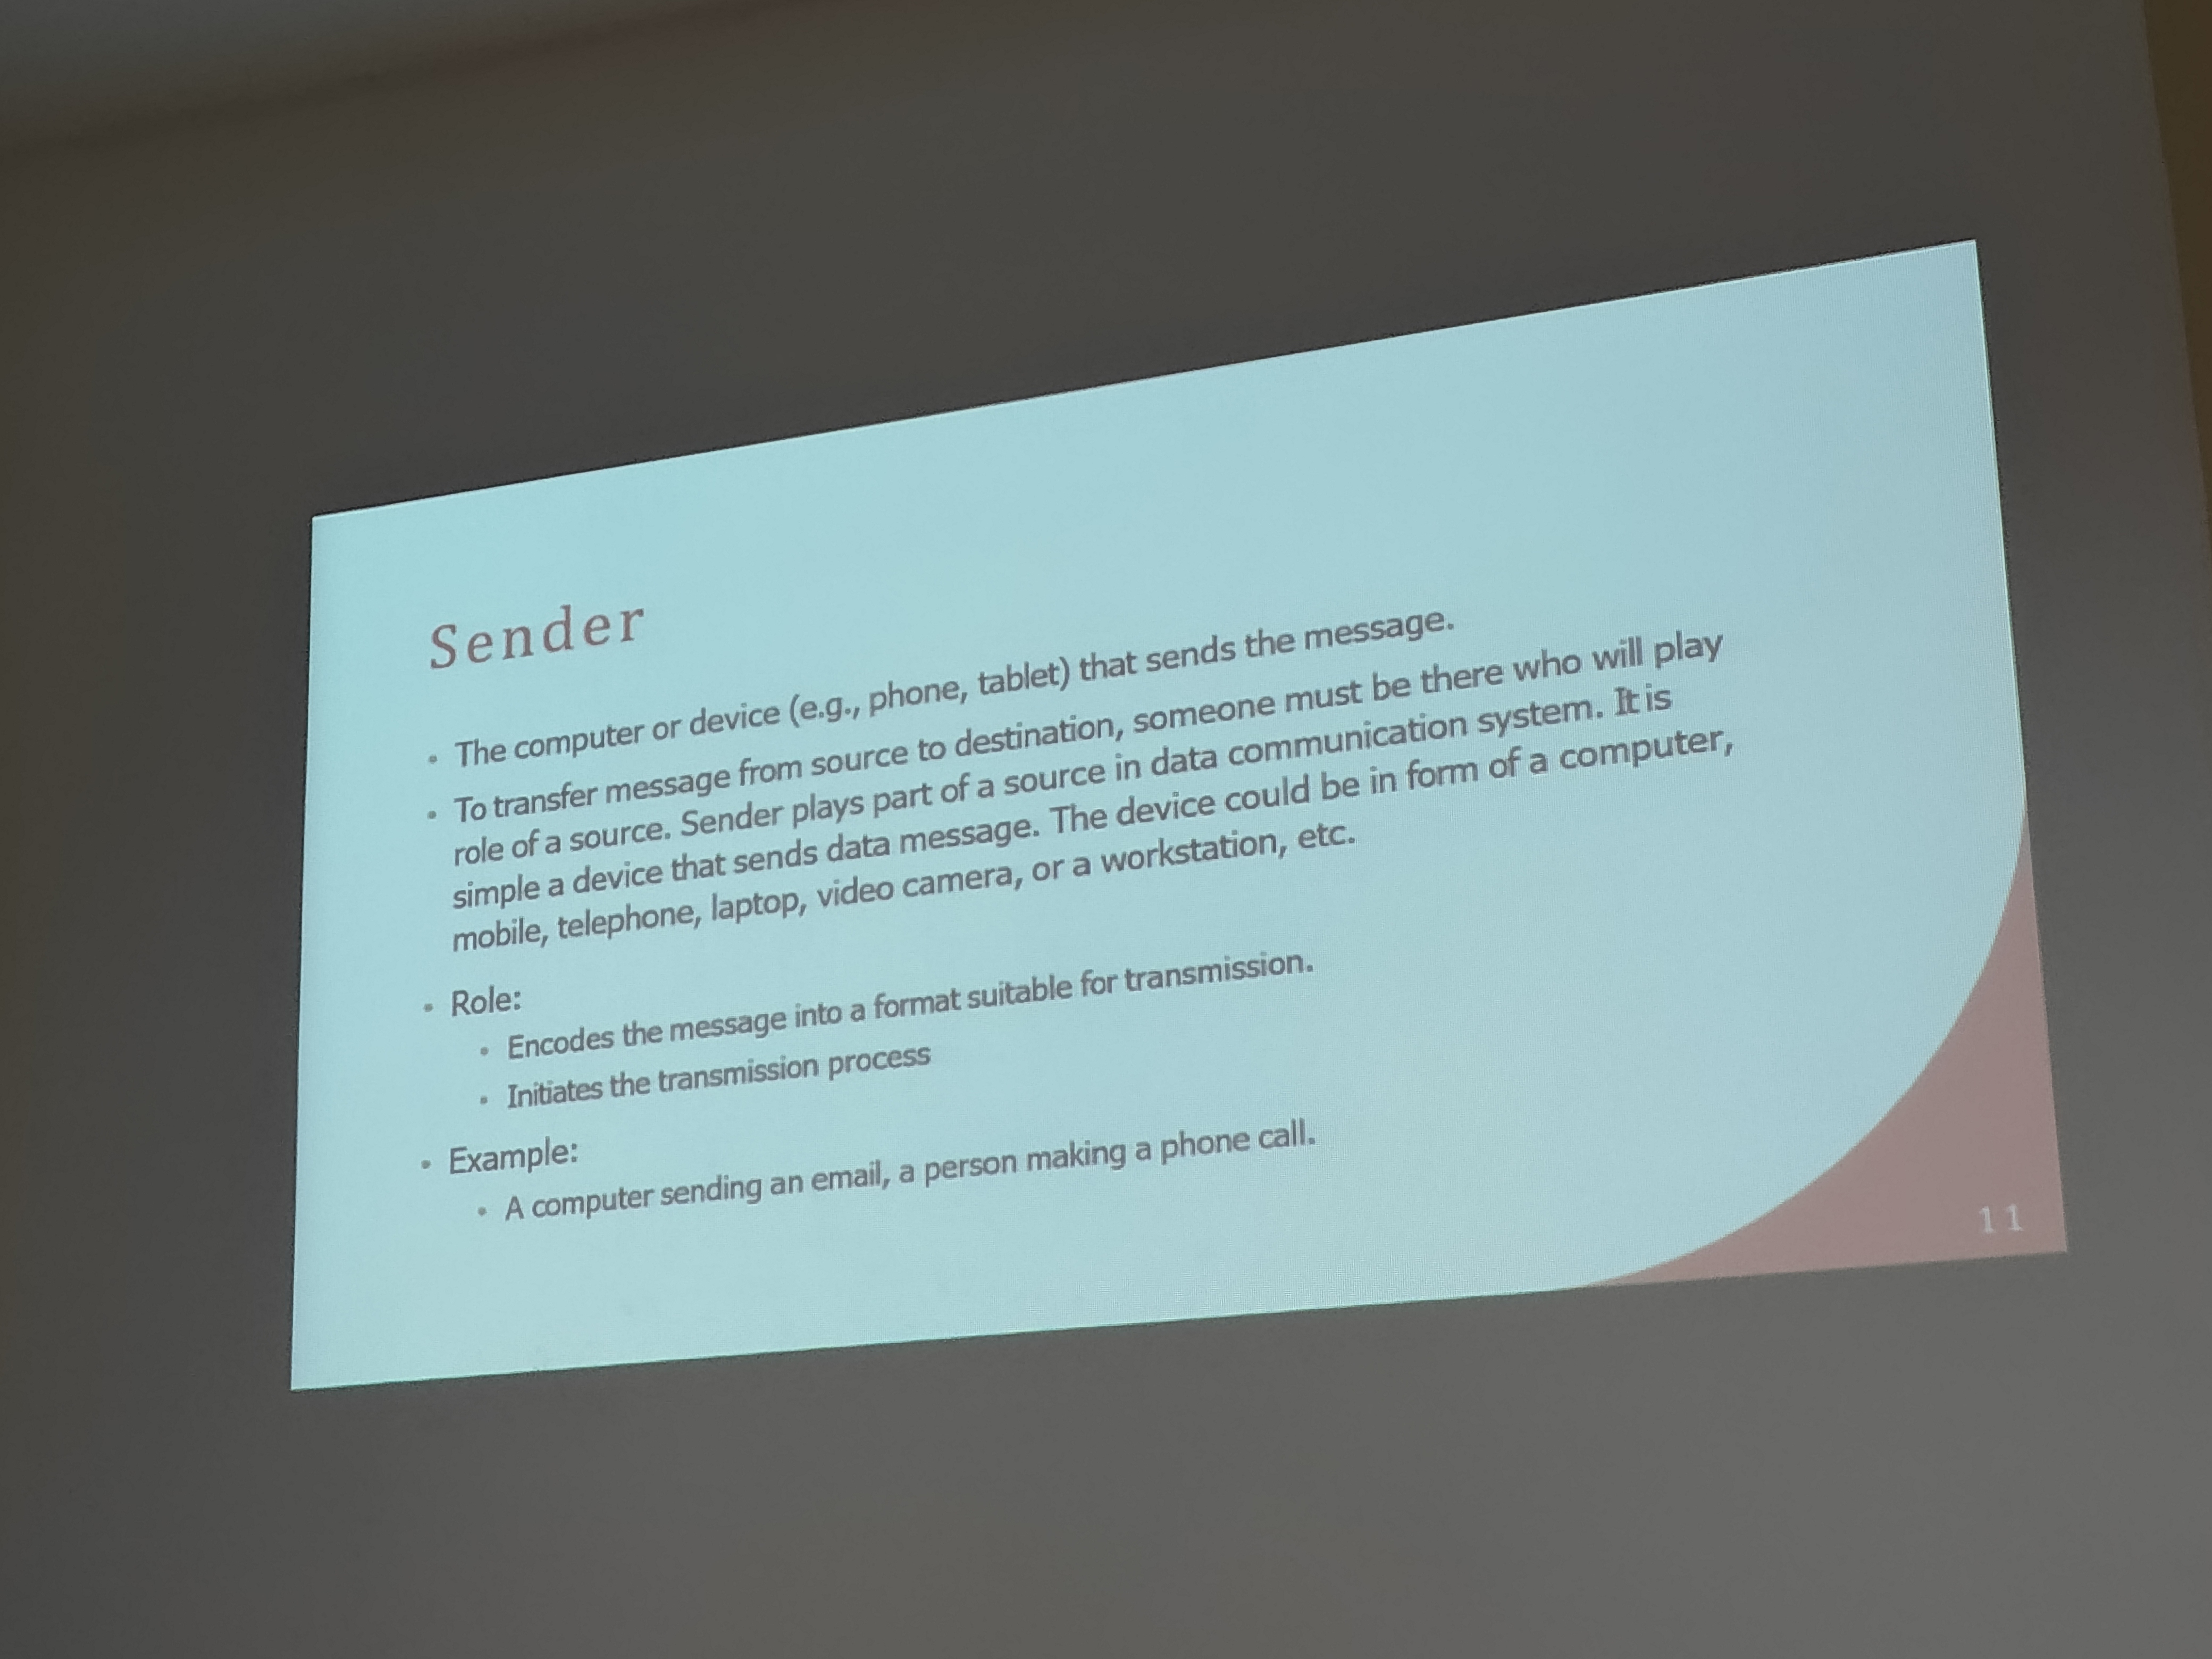 Sender
• The computer or device (e.g., phone, tablet) that sends the message.
• To transfer message from source to destination, someone must be there who will play
role of a source. Sender plays part of a source in data communication system. It is
simple a device that sends data message. The device could be in form of a computer,
mobile, telephone, laptop, video camera, or a workstation, etc.
• Role:
• Encodes the message into a format suitable for transmission.
• Initiates the transmission process
• Example:
• A computer sending an email, a person making a phone call.
11